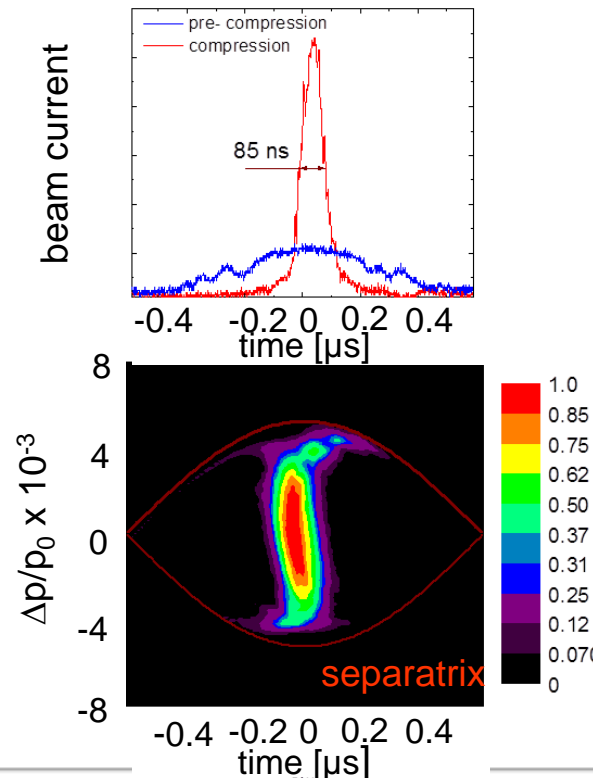 pre- compression
compression
85 ns
beam current
-0.4 -0.2 0 0.2 0.4
time [µs]
8
4
0
-4
-8
Δp/p₀ x 10⁻³
separatrix
1.0
0.85
0.75
0.62
0.50
0.37
0.31
0.25
0.12
0.070
0
-0.4 -0.2 0 0.2 0.4
time [µs]